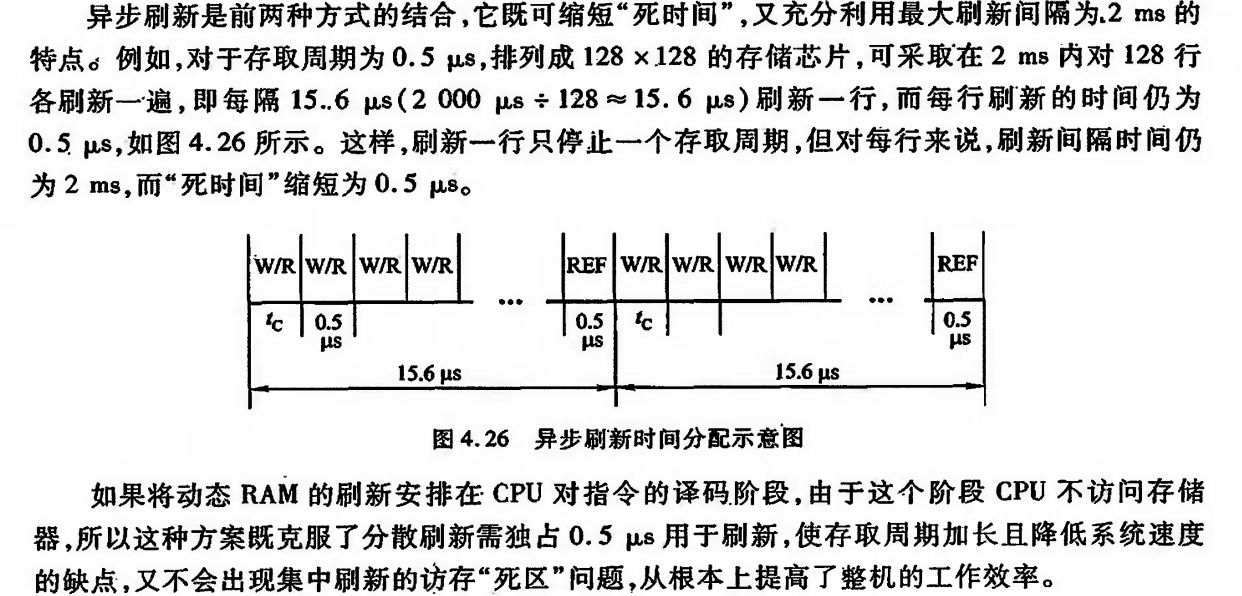 异步刷新是前两种方式的结合,它既可缩短“死时间”,又充分利用最大刷新间隔为.2 ms 的
特点。例如,对于存取周期为 0.5 μs,排列成 128 ×128 的存储芯片,可采取在 2 ms 内对 128 行
各刷新一遍,即每隔 15..6 μs(2 000 μs ÷ 128 ≈ 15. 6 μs)刷新一行,而每行刷新的时间仍为
0.5 μs,如图 4.26 所示。这样,刷新一行只停止一个存取周期,但对每行来说,刷新间隔时间仍
为 2 ms,而“死时间”缩短为 0.5 μs。
W/R W/R W/R W/R ... REF W/R W/R W/R W/R ... REF
tC 0.5 μs 0.5 μs tC 0.5 μs
15.6 μs 15.6 μs
图 4.26 异步刷新时间分配示意图
如果将动态 RAM 的刷新安排在 CPU 对指令的译码阶段,由于这个阶段 CPU 不访问存储
器,所以这种方案既克服了分散刷新需独占 0.5 μs 用于刷新,使存取周期加长且降低系统速度
的缺点,又不会出现集中刷新的访存“死区”问题,从根本上提高了整机的工作效率。